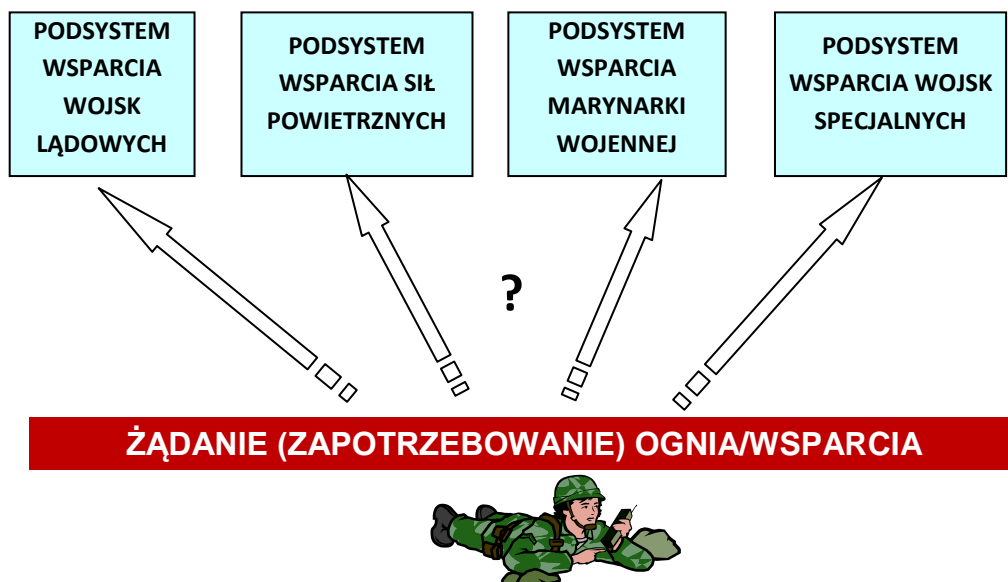 PODSYSTEM
WSPARCIA
WOJSK
LĄDOWYCH
PODSYSTEM
WSPARCIA SIŁ
POWIETRZNYCH
PODSYSTEM
WSPARCIA
MARYNARKI
WOJENNEJ
PODSYSTEM
WSPARCIA WOJSK
SPECJALNYCH
?
ŻĄDANIE (ZAPOTRZEBOWANIE) OGNIA/WSPARCIA